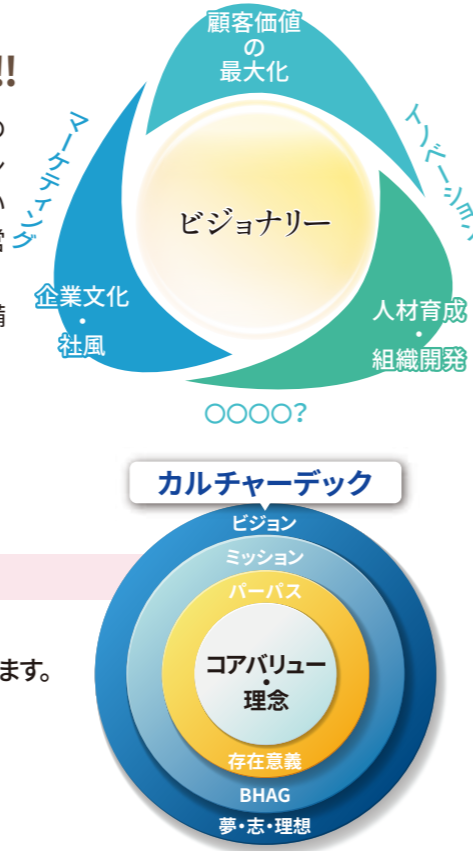 !!
顧客価値
の
最大化
マーケティング
イノベーション
ビジョナリー
企業文化
・
社風
人材育成
・
組織開発
〇〇〇〇?
カルチャーデック
ビジョン
ミッション
パーパス
ます。
コアバリュー
・
理念
存在意義
BHAG
夢・志・理想